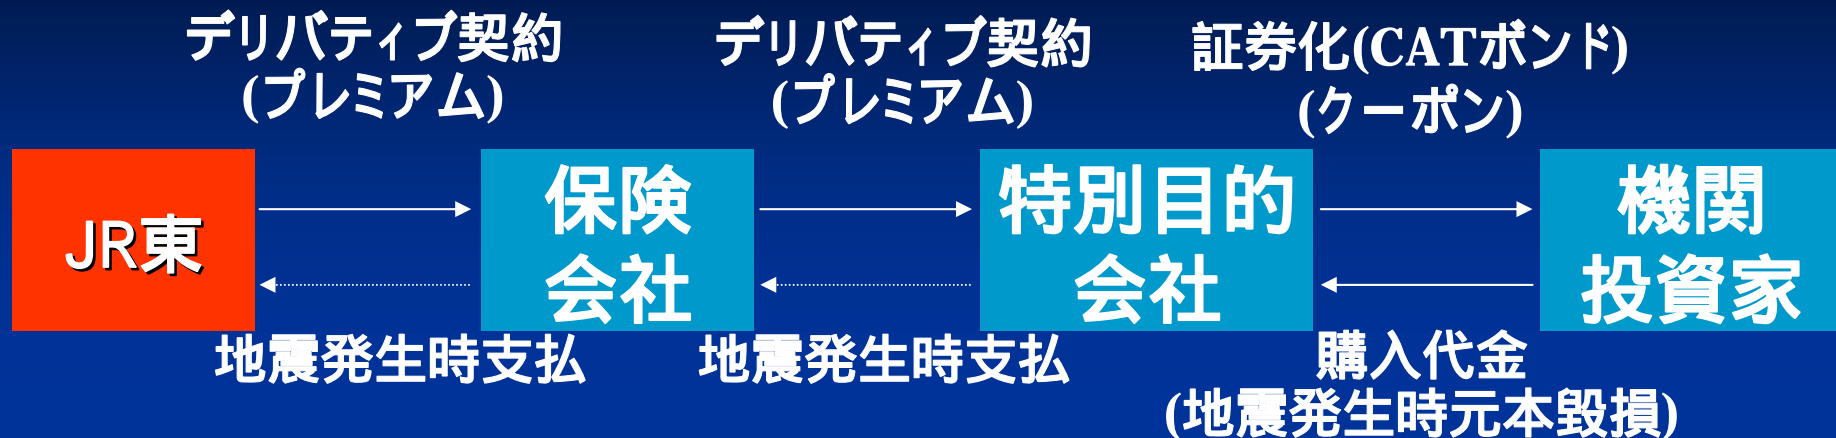 デリバティブ契約
(プレミアム)
デリバティブ契約
(プレミアム)
証券化(CATボンド)
(クーポン)
JR東
保険
会社
特別目的
会社
機関
投資家
地震発生時支払
地震発生時支払
購入代金
(地震発生時元本毀損)